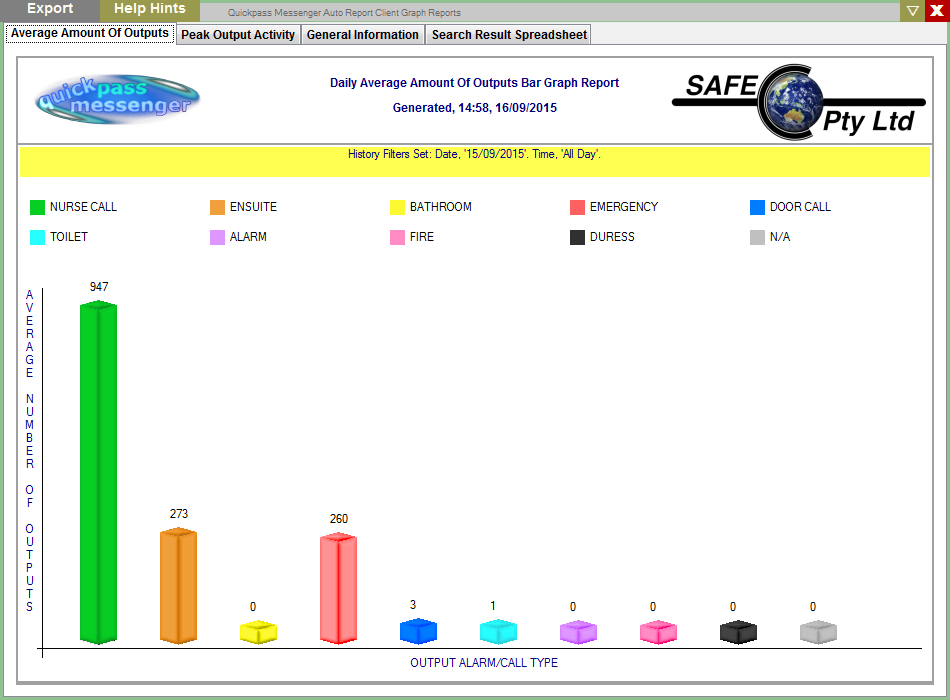 Export
Help Hints
Quickpass Messenger Auto Report Client Graph Reports
▽ X
Average Amount Of Outputs
Peak Output Activity
General Information
Search Result Spreadsheet
quickpass
messenger
Daily Average Amount Of Outputs Bar Graph Report
Generated, 14:58, 16/09/2015
SAFE
Pty Ltd
History Filters Set: Date, '15/09/2015'. Time, 'All Day'.
NURSE CALL
ENSUITE
BATHROOM
EMERGENCY
DOOR CALL
TOILET
ALARM
FIRE
DURESS
N/A
AVERAGE NUMBER OF OUTPUTS
947
273
0
260
3
1
0
0
0
0
OUTPUT ALARM/CALL TYPE